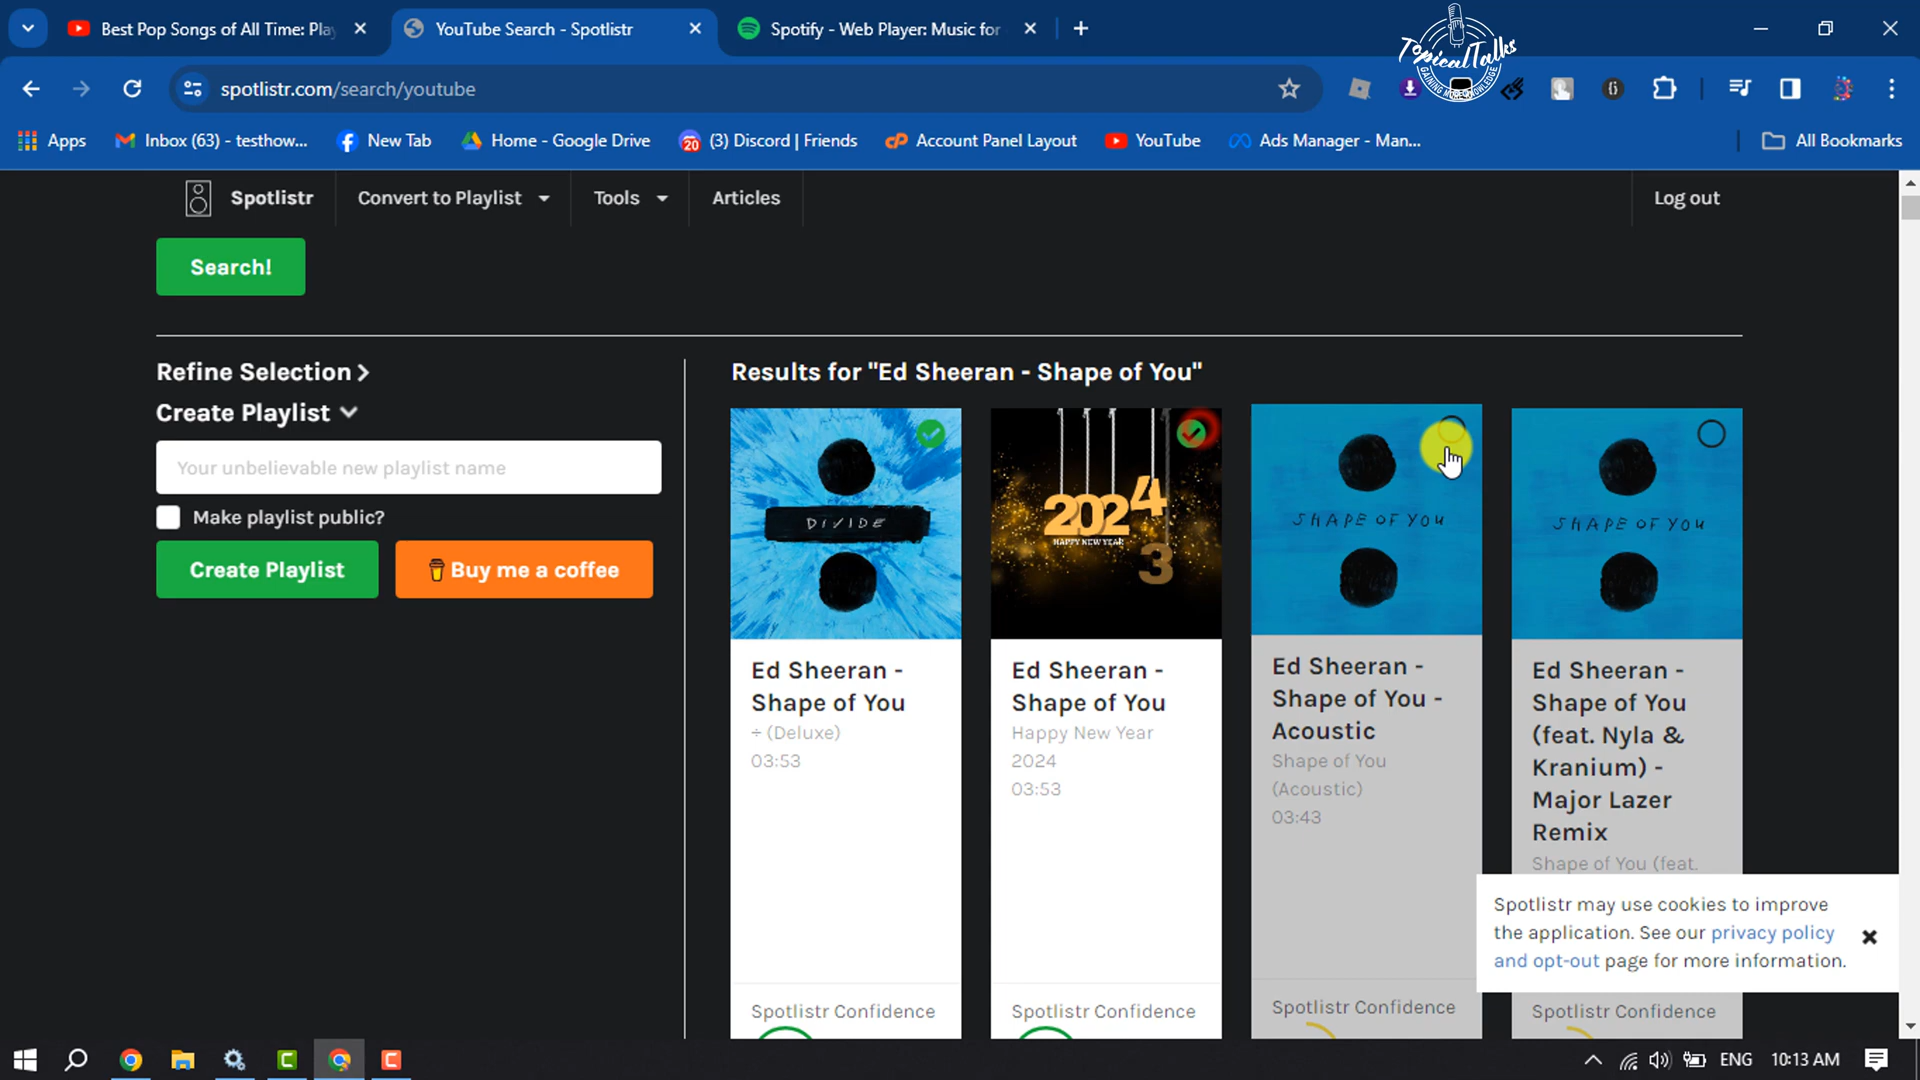 Best Pop Songs of All Time: Play
YouTube Search - Spotlistr
Spotify - Web Player: Music for
TopicalTalks
GAINING MORE KNOWLEDGE
spotlistr.com/search/youtube
Apps
Inbox (63) - testhow...
New Tab
Home - Google Drive
20
(3) Discord | Friends
Account Panel Layout
YouTube
Ads Manager - Man...
All Bookmarks
Spotlistr
Convert to Playlist
Tools
Articles
Log out
Search!
Refine Selection
Create Playlist
Your unbelievable new playlist name
Make playlist public?
Create Playlist
Buy me a coffee
Results for "Ed Sheeran - Shape of You"
DIVIDE
2024
HAPPY NEW YEAR
3
SHAPE OF YOU
SHAPE OF YOU
Ed Sheeran -
Shape of You
÷ (Deluxe)
03:53
Ed Sheeran -
Shape of You
Happy New Year
2024
03:53
Ed Sheeran -
Shape of You -
Acoustic
Shape of You
(Acoustic)
03:43
Ed Sheeran -
Shape of You
(feat. Nyla &
Kranium) -
Major Lazer
Remix
Shape of You (feat.
Spotlistr Confidence
Spotlistr Confidence
Spotlistr Confidence
Spotlistr Confidence
Spotlistr may use cookies to improve
the application. See our privacy policy
and opt-out page for more information.
ENG
10:13 AM